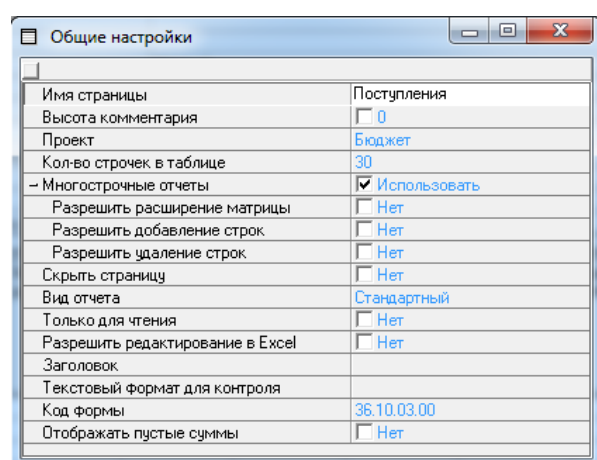 Общие настройки
Имя страницы Поступления
Высота комментария 0
Проект Бюджет
Кол-во строчек в таблице 30
Многострочные отчеты Использовать
Разрешить расширение матрицы Нет
Разрешить добавление строк Нет
Разрешить удаление строк Нет
Скрыть страницу Нет
Вид отчета Стандартный
Только для чтения Нет
Разрешить редактирование в Excel Нет
Заголовок
Текстовый формат для контроля
Код формы 36.10.03.00
Отображать пустые суммы Нет